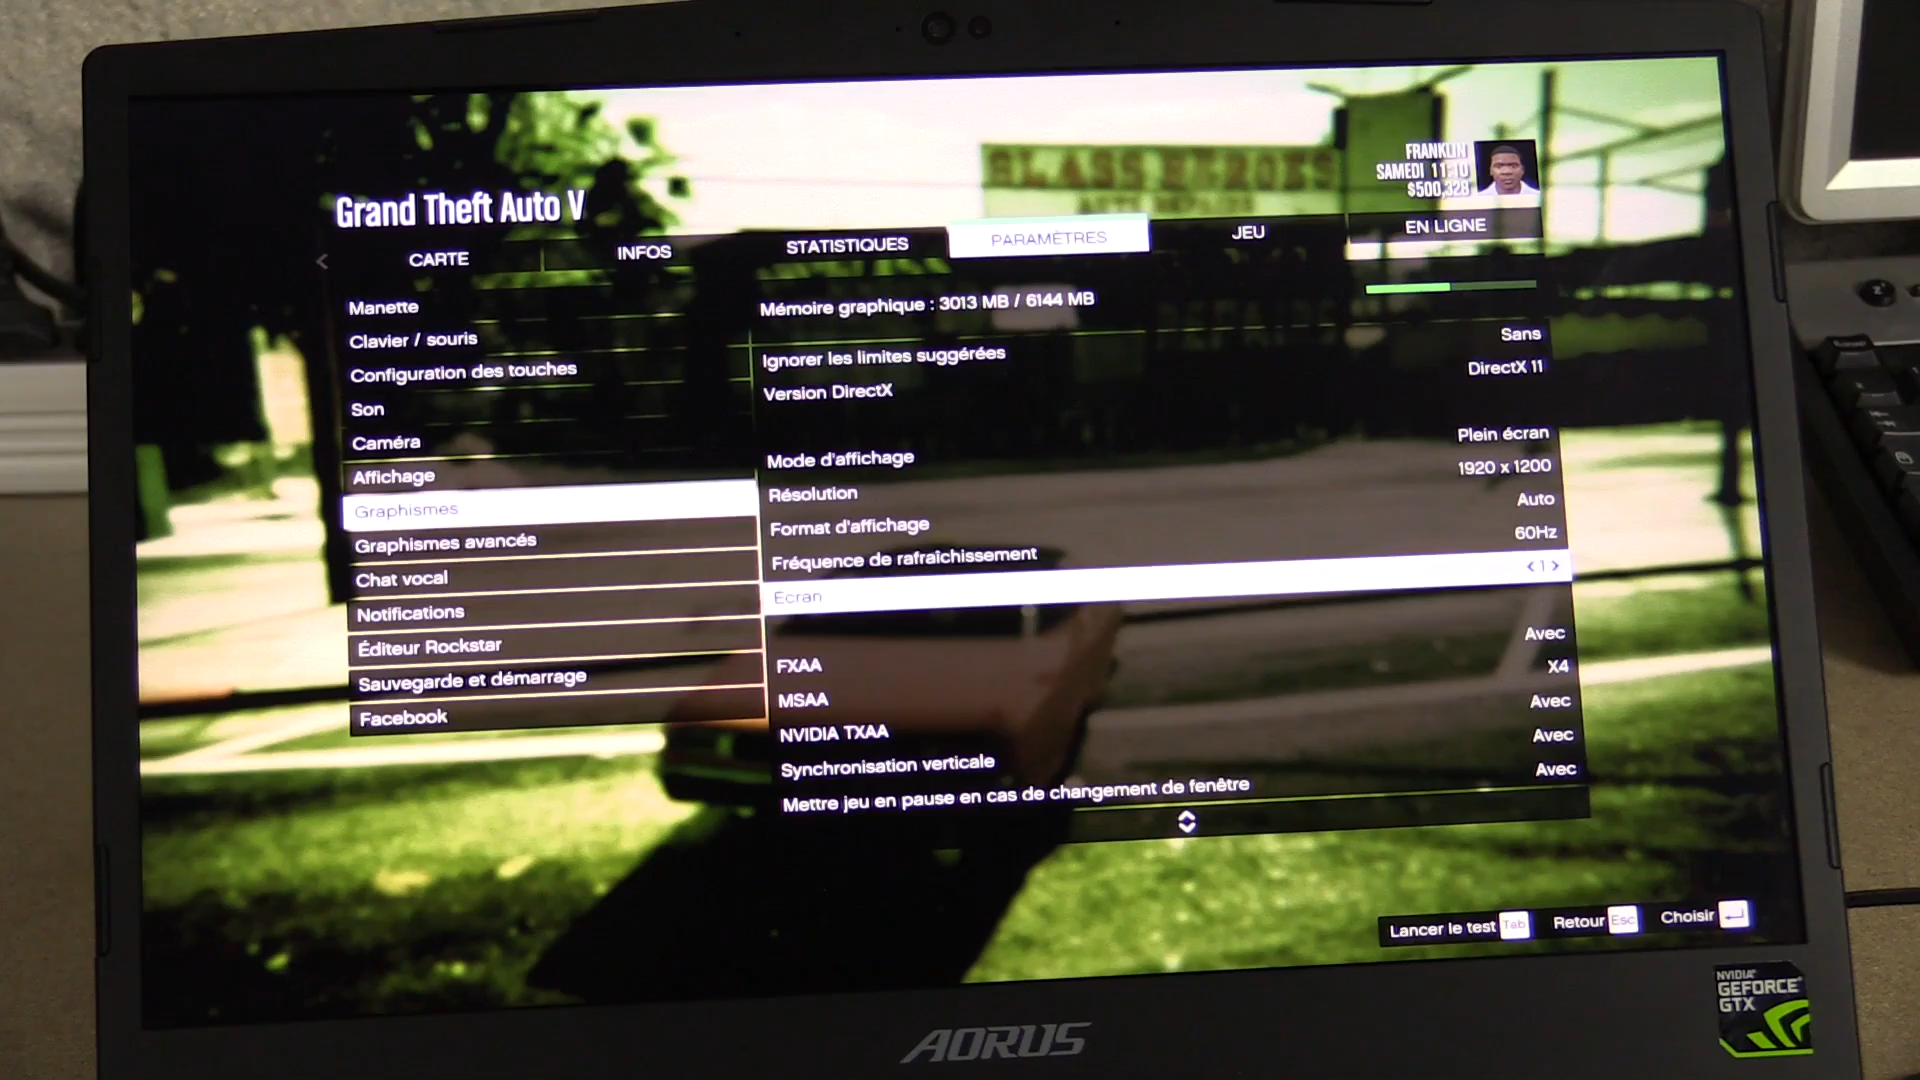 GLASS HEROES
FRANKLIN
SAMEDI 11:10
$500,328
Grand Theft Auto V
CARTE
INFOS
STATISTIQUES
PARAMÈTRES
JEU
EN LIGNE
Manette
Clavier / souris
Configuration des touches
Son
Caméra
Affichage
Graphismes
Graphismes avancés
Chat vocal
Notifications
Éditeur Rockstar
Sauvegarde et démarrage
Facebook
Mémoire graphique : 3013 MB / 6144 MB
Ignorer les limites suggérées Sans
Version DirectX DirectX 11
Mode d'affichage Plein écran
Résolution 1920 x 1200
Format d'affichage Auto
Fréquence de rafraîchissement 60Hz
Écran < 1 >
FXAA Avec
MSAA X4
NVIDIA TXAA Avec
Synchronisation verticale Avec
Mettre jeu en pause en cas de changement de fenêtre Avec
Lancer le test Tab Retour Esc Choisir
NVIDIA
GEFORCE
GTX
AORUS